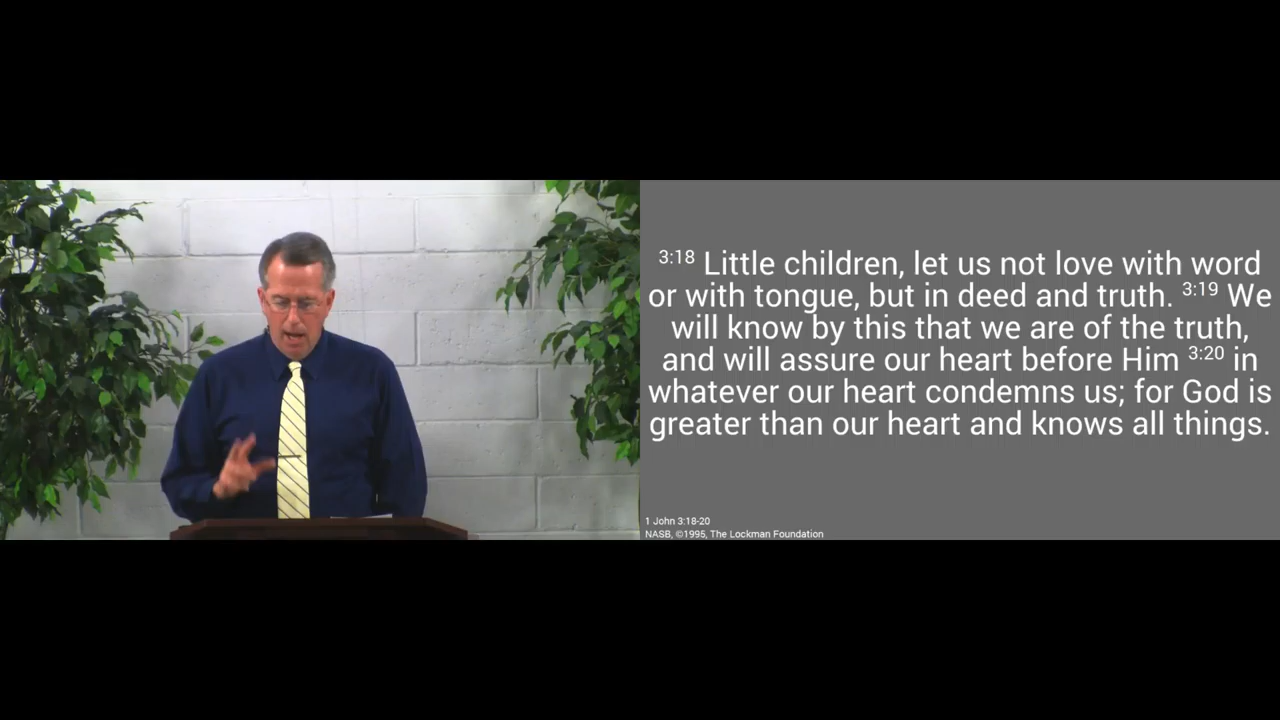 3:18 Little children, let us not love with word
or with tongue, but in deed and truth. 3:19 We
will know by this that we are of the truth,
and will assure our heart before Him 3:20 in
whatever our heart condemns us; for God is
greater than our heart and knows all things.
1 John 3:18-20
NASB, ©1995, The Lockman Foundation